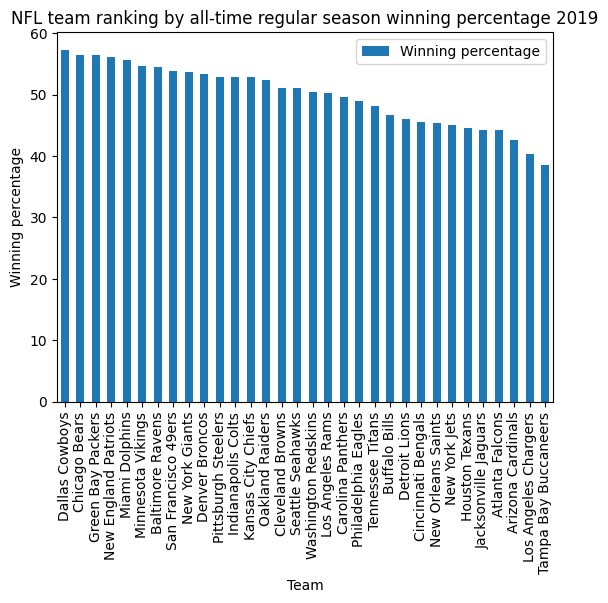 NFL team ranking by all-time regular season winning percentage 2019
Winning percentage
Winning percentage
60
50
40
30
20
10
0
Dallas Cowboys
Chicago Bears
Green Bay Packers
New England Patriots
Miami Dolphins
Minnesota Vikings
Baltimore Ravens
San Francisco 49ers
New York Giants
Denver Broncos
Pittsburgh Steelers
Indianapolis Colts
Kansas City Chiefs
Oakland Raiders
Cleveland Browns
Seattle Seahawks
Washington Redskins
Los Angeles Rams
Carolina Panthers
Philadelphia Eagles
Tennessee Titans
Buffalo Bills
Detroit Lions
Cincinnati Bengals
New Orleans Saints
New York Jets
Houston Texans
Jacksonville Jaguars
Atlanta Falcons
Arizona Cardinals
Los Angeles Chargers
Tampa Bay Buccaneers
Team